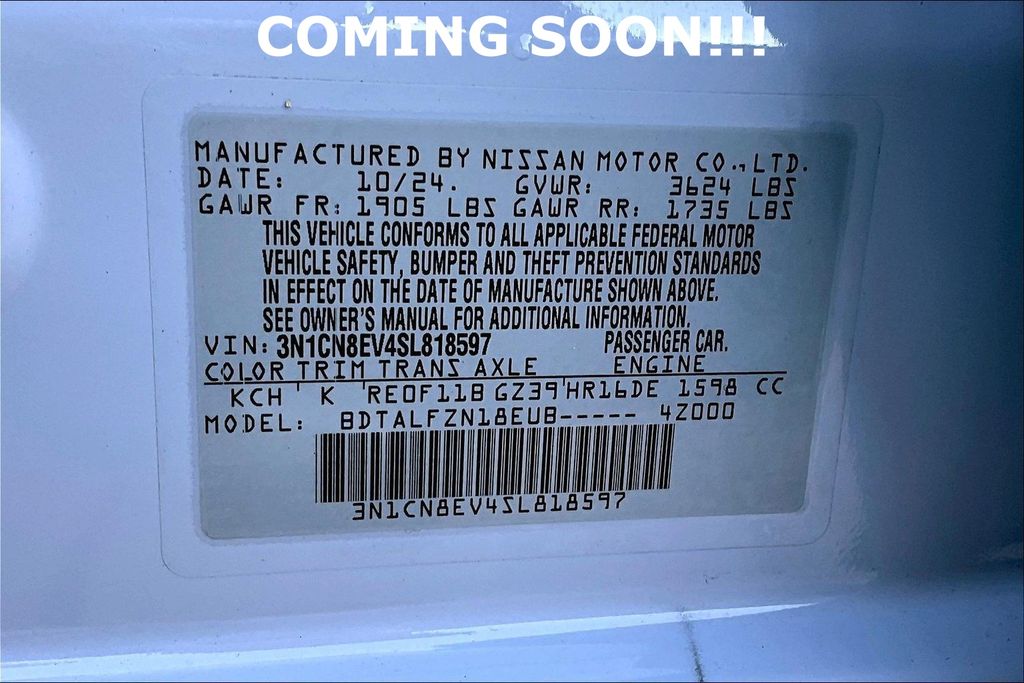 COMING SOON!!!
MANUFACTURED BY NISSAN MOTOR CO.,LTD.
DATE: 10/24. GVWR: 3624 LBS
GAWR FR: 1905 LBS GAWR RR: 1735 LBS
THIS VEHICLE CONFORMS TO ALL APPLICABLE FEDERAL MOTOR
VEHICLE SAFETY, BUMPER AND THEFT PREVENTION STANDARDS
IN EFFECT ON THE DATE OF MANUFACTURE SHOWN ABOVE.
SEE OWNER'S MANUAL FOR ADDITIONAL INFORMATION.
VIN: 3N1CN8EV4SL818597 PASSENGER CAR.
COLOR TRIM TRANS AXLE ENGINE
KCH ' K 'RE0F11B GZ39'HR16DE 1598 CC
MODEL: BDTALFZN18EUB----- 4Z000
3N1CN8EV4SL818597